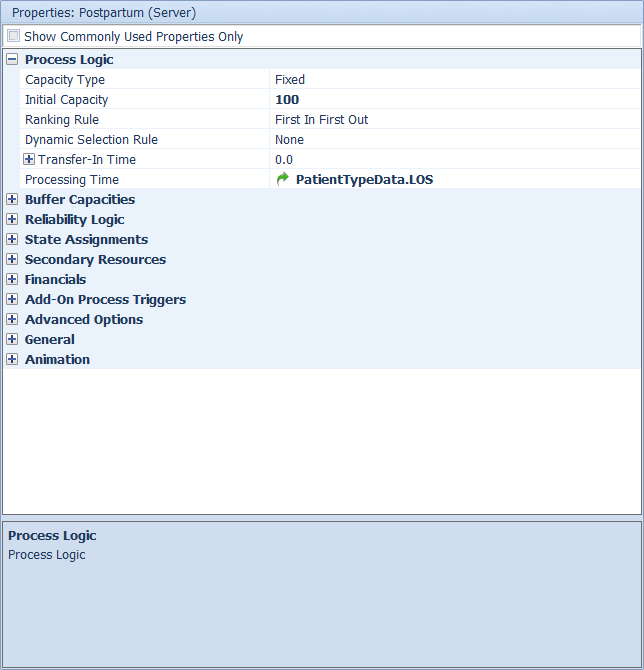 Properties: Postpartum (Server)
Show Commonly Used Properties Only
Process Logic
Capacity Type Fixed
Initial Capacity 100
Ranking Rule First In First Out
Dynamic Selection Rule None
Transfer-In Time 0.0
Processing Time PatientTypeData.LOS
Buffer Capacities
Reliability Logic
State Assignments
Secondary Resources
Financials
Add-On Process Triggers
Advanced Options
General
Animation
Process Logic
Process Logic